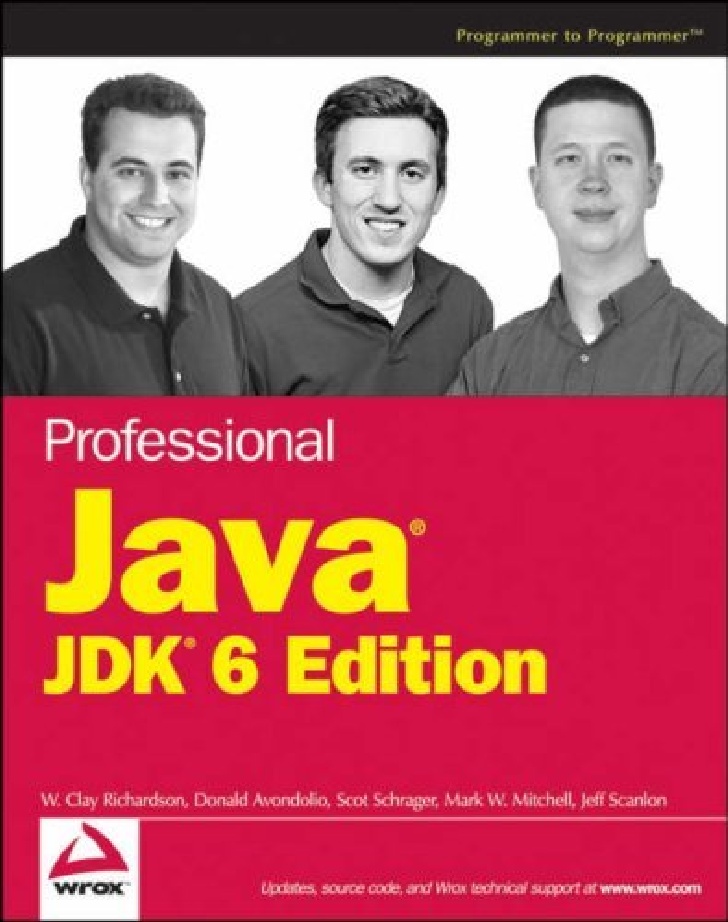 Programmer to Programmer™
Professional
Java®
JDK® 6 Edition
W. Clay Richardson, Donald Avondolio, Scot Schrager, Mark W. Mitchell, Jeff Scanlon
wrox™
Updates, source code, and Wrox technical support at www.wrox.com